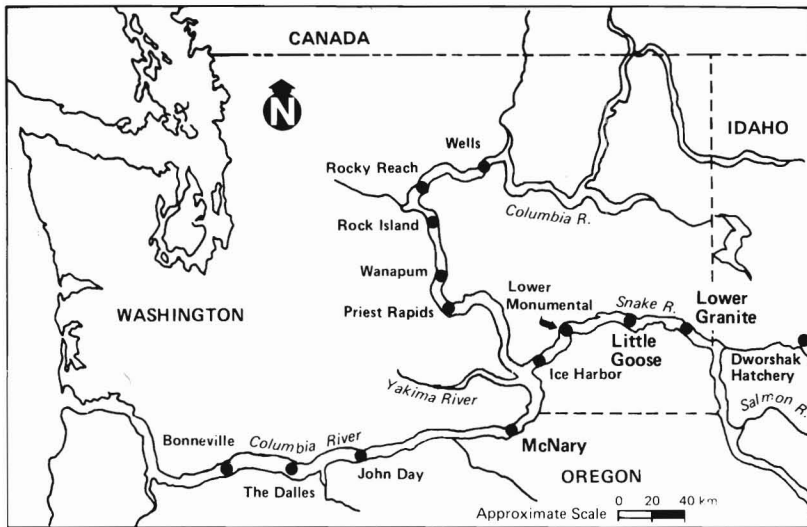 CANADA
N
IDAHO
Wells
Rocky Reach
Columbia R.
Rock Island
Wanapum
Lower
Monumental
Snake R.
Lower
Granite
WASHINGTON
Priest Rapids
Little
Goose
Dworshak
Hatchery
Ice Harbor
Yakima River
Salmon R.
Bonneville
Columbia River
McNary
The Dalles
John Day
OREGON
Approximate Scale
0 20 40 km